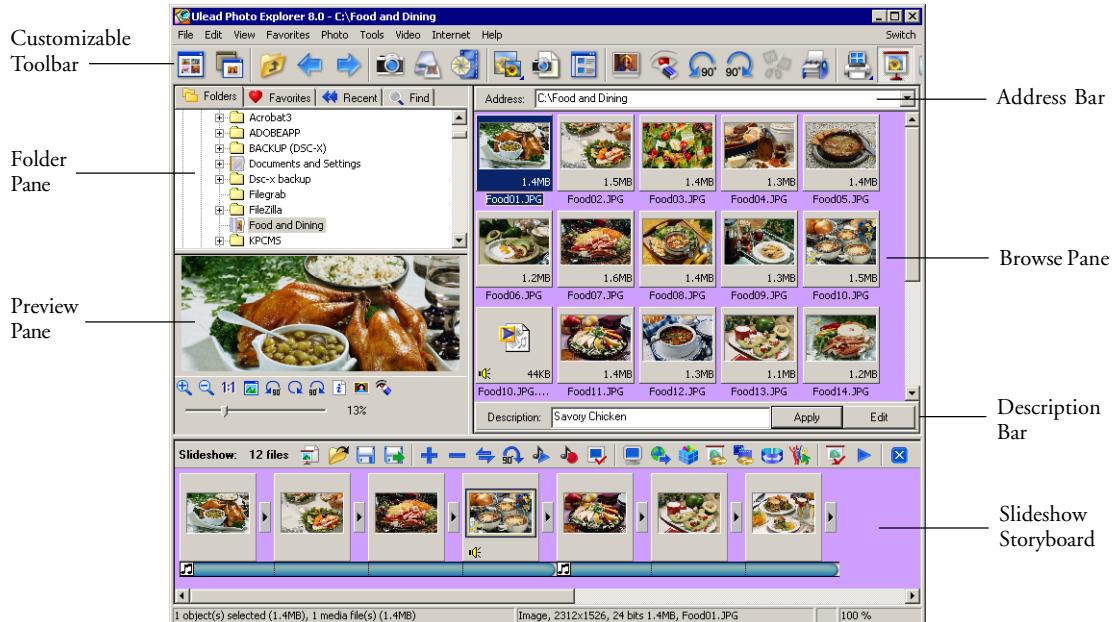 Ulead Photo Explorer 8.0 - C:\Food and Dining
File Edit View Favorites Photo Tools Video Internet Help Switch
Customizable
Toolbar
90° 90°
Folders Favorites Recent Find
Address: C:\Food and Dining
Address Bar
Acrobat3
ADOBEAPP
BACKUP (DSC-X)
Documents and Settings
Dsc-x backup
Filegrab
FileZilla
Food and Dining
KPCMS
Folder
Pane
1.4MB 1.5MB 1.4MB 1.3MB 1.4MB
Food01.JPG Food02.JPG Food03.JPG Food04.JPG Food05.JPG
1.2MB 1.6MB 1.4MB 1.3MB 1.5MB
Food06.JPG Food07.JPG Food08.JPG Food09.JPG Food10.JPG
Browse Pane
44KB 1.4MB 1.3MB 1.1MB 1.2MB
Food10.JPG.... Food11.JPG Food12.JPG Food13.JPG Food14.JPG
Preview
Pane
1:1 90 90
13%
Description: Savory Chicken Apply Edit
Description
Bar
Slideshow: 12 files
90°
Slideshow
Storyboard
1 object(s) selected (1.4MB), 1 media file(s) (1.4MB) Image, 2312x1526, 24 bits 1.4MB, Food01.JPG 100 %